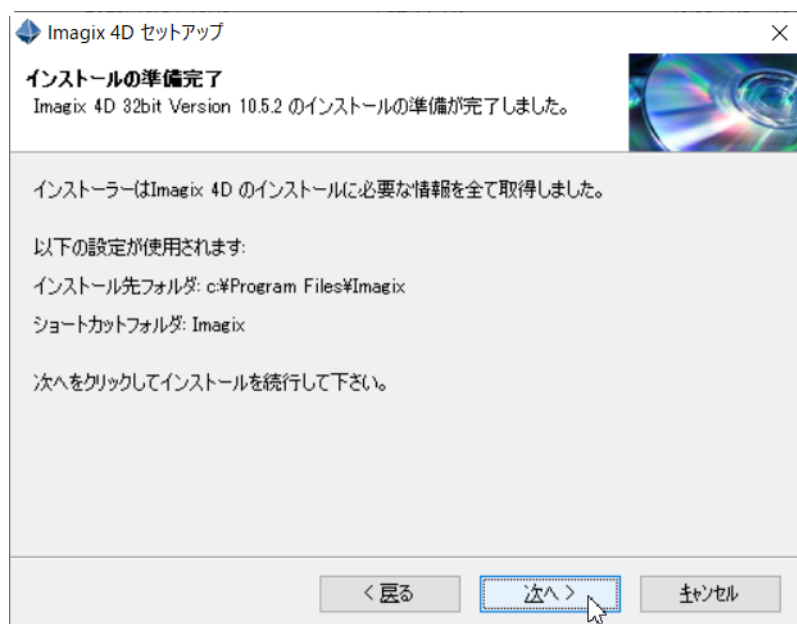 Imagix 4D セットアップ
インストールの準備完了
Imagix 4D 32bit Version 10.5.2 のインストールの準備が完了しました。
インストーラーはImagix 4D のインストールに必要な情報を全て取得しました。
以下の設定が使用されます:
インストール先フォルダ: c:¥Program Files¥Imagix
ショートカットフォルダ: Imagix
次へをクリックしてインストールを続行して下さい。
< 戻る
次へ >
キャンセル